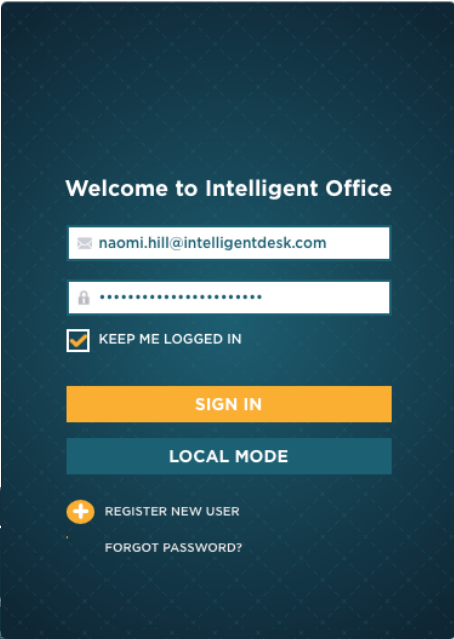 Welcome to Intelligent Office
naomi.hill@intelligentdesk.com
•••••••••••••••••••••••
KEEP ME LOGGED IN
SIGN IN
LOCAL MODE
REGISTER NEW USER
FORGOT PASSWORD?